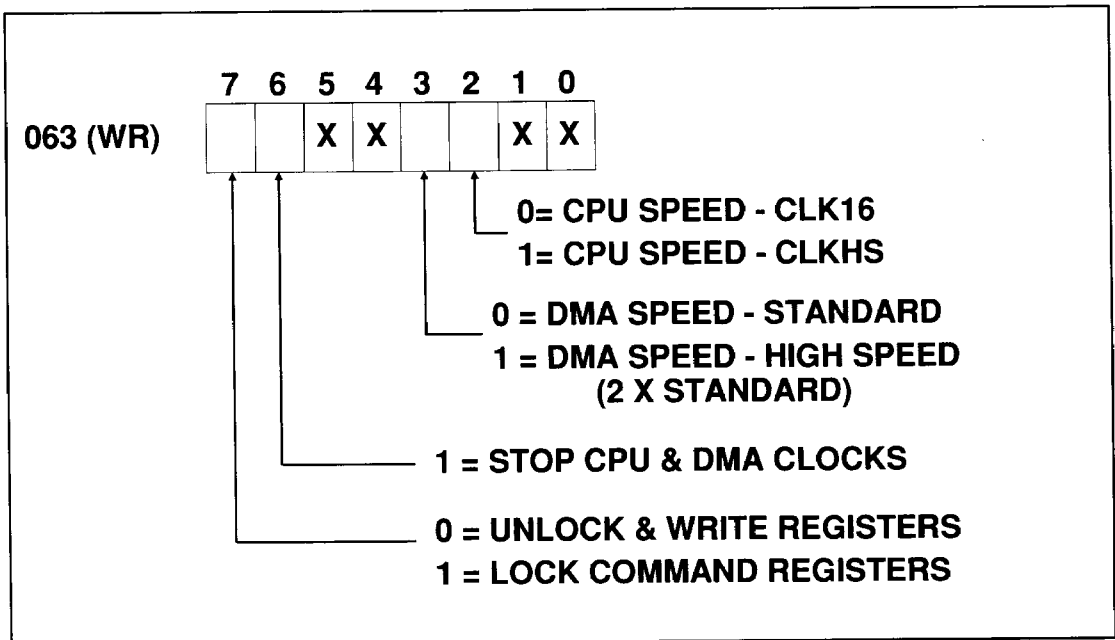 7 6 5 4 3 2 1 0
063 (WR) X X X X
0= CPU SPEED - CLK16
1= CPU SPEED - CLKHS
0 = DMA SPEED - STANDARD
1 = DMA SPEED - HIGH SPEED
(2 X STANDARD)
1 = STOP CPU & DMA CLOCKS
0 = UNLOCK & WRITE REGISTERS
1 = LOCK COMMAND REGISTERS